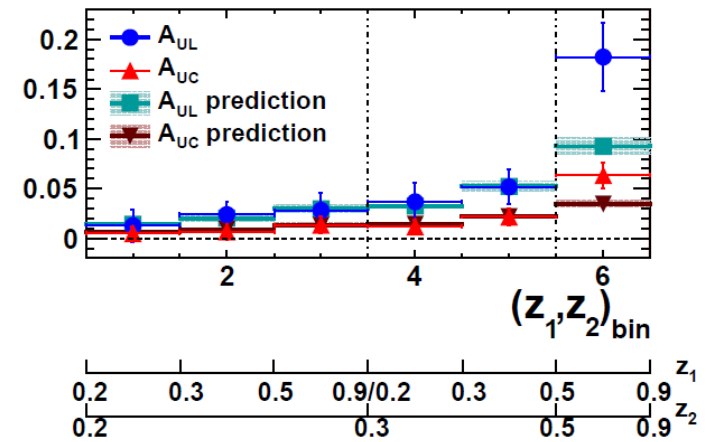 0.2
0.15
0.1
0.05
0
A_UL
A_UC
A_UL prediction
A_UC prediction
2 4 6
(z_1,z_2)_bin
z_1
0.2 0.3 0.5 0.9/0.2 0.3 0.5 0.9
z_2
0.2 0.3 0.5 0.9